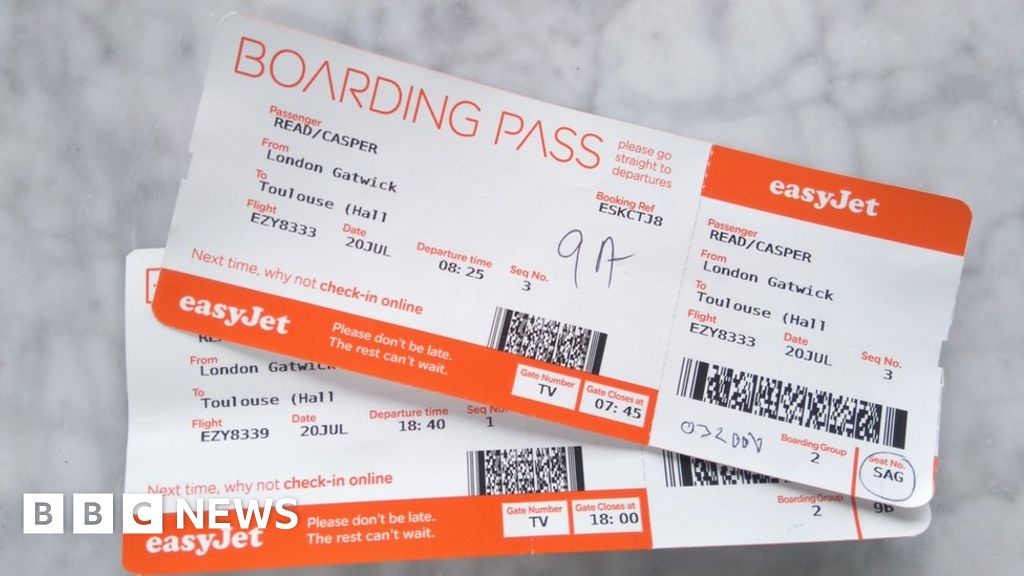 BOARDING PASS
please go
straight to
departures
Passenger
READ/CASPER
From
London Gatwick
To
Toulouse (Hall
Flight
EZY8333
Date
20JUL
Departure time
08:25
Seq No.
3
Booking Ref
ESKCTJ8
9A
Next time, why not check-in online
easyJet
Please don't be late.
The rest can't wait.
Gate Number
TV
Gate Closes at
07:45
easyJet
Passenger
READ/CASPER
From
London Gatwick
To
Toulouse (Hall
Flight
EZY8333
Date
20JUL
Seq No.
3
Boarding Group
2
Seat No.
SAG
From
London Gatwick
To
Toulouse (Hall
Flight
EZY8339
Date
20JUL
Departure time
18:40
Seq No.
1
Next time, why not check-in online
easyJet
Please don't be late.
The rest can't wait.
Gate Number
TV
Gate Closes at
18:00
Boarding Group
2
9B
BBC NEWS